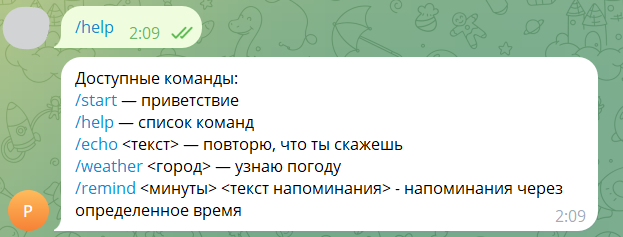 /help 2:09
Доступные команды:
/start — приветствие
/help — список команд
/echo <текст> — повторю, что ты скажешь
/weather <город> — узнаю погоду
/remind <минуты> <текст напоминания> - напоминания через
определенное время
P
2:09